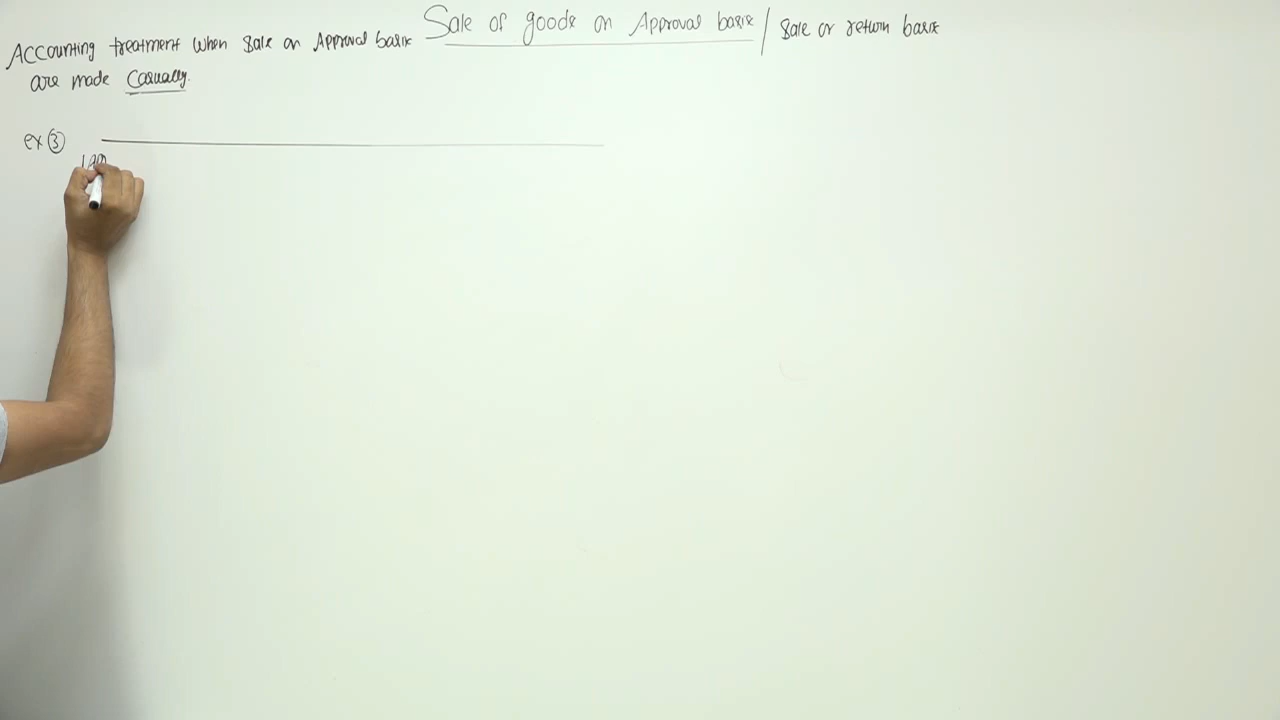 Sale of goods on Approval basis / Sale or return basis
Accounting treatment when sale on Approval basis
are made Casually.
ex ③